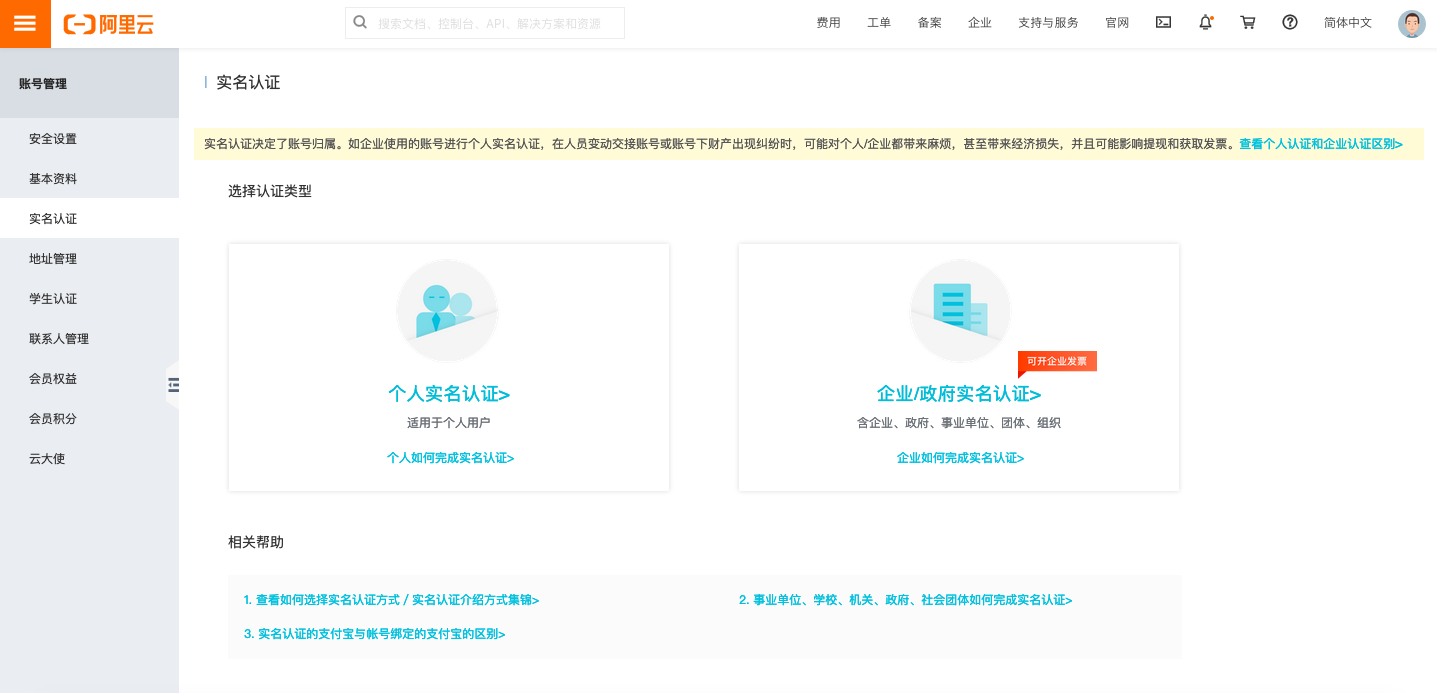 阿里云
搜索文档、控制台、API、解决方案和资源
费用 工单 备案 企业 支持与服务 官网 简体中文
账号管理
安全设置
基本资料
实名认证
地址管理
学生认证
联系人管理
会员权益
会员积分
云大使
实名认证
实名认证决定了账号归属。如企业使用的账号进行个人实名认证，在人员变动交接账号或账号下财产出现纠纷时，可能对个人/企业都带来麻烦，甚至带来经济损失，并且可能影响提现和获取发票。查看个人认证和企业认证区别>
选择认证类型
个人实名认证>
适用于个人用户
个人如何完成实名认证>
可开企业发票
企业/政府实名认证>
含企业、政府、事业单位、团体、组织
企业如何完成实名认证>
相关帮助
1. 查看如何选择实名认证方式 / 实名认证介绍方式集锦>
2. 事业单位、学校、机关、政府、社会团体如何完成实名认证>
3. 实名认证的支付宝与帐号绑定的支付宝的区别>